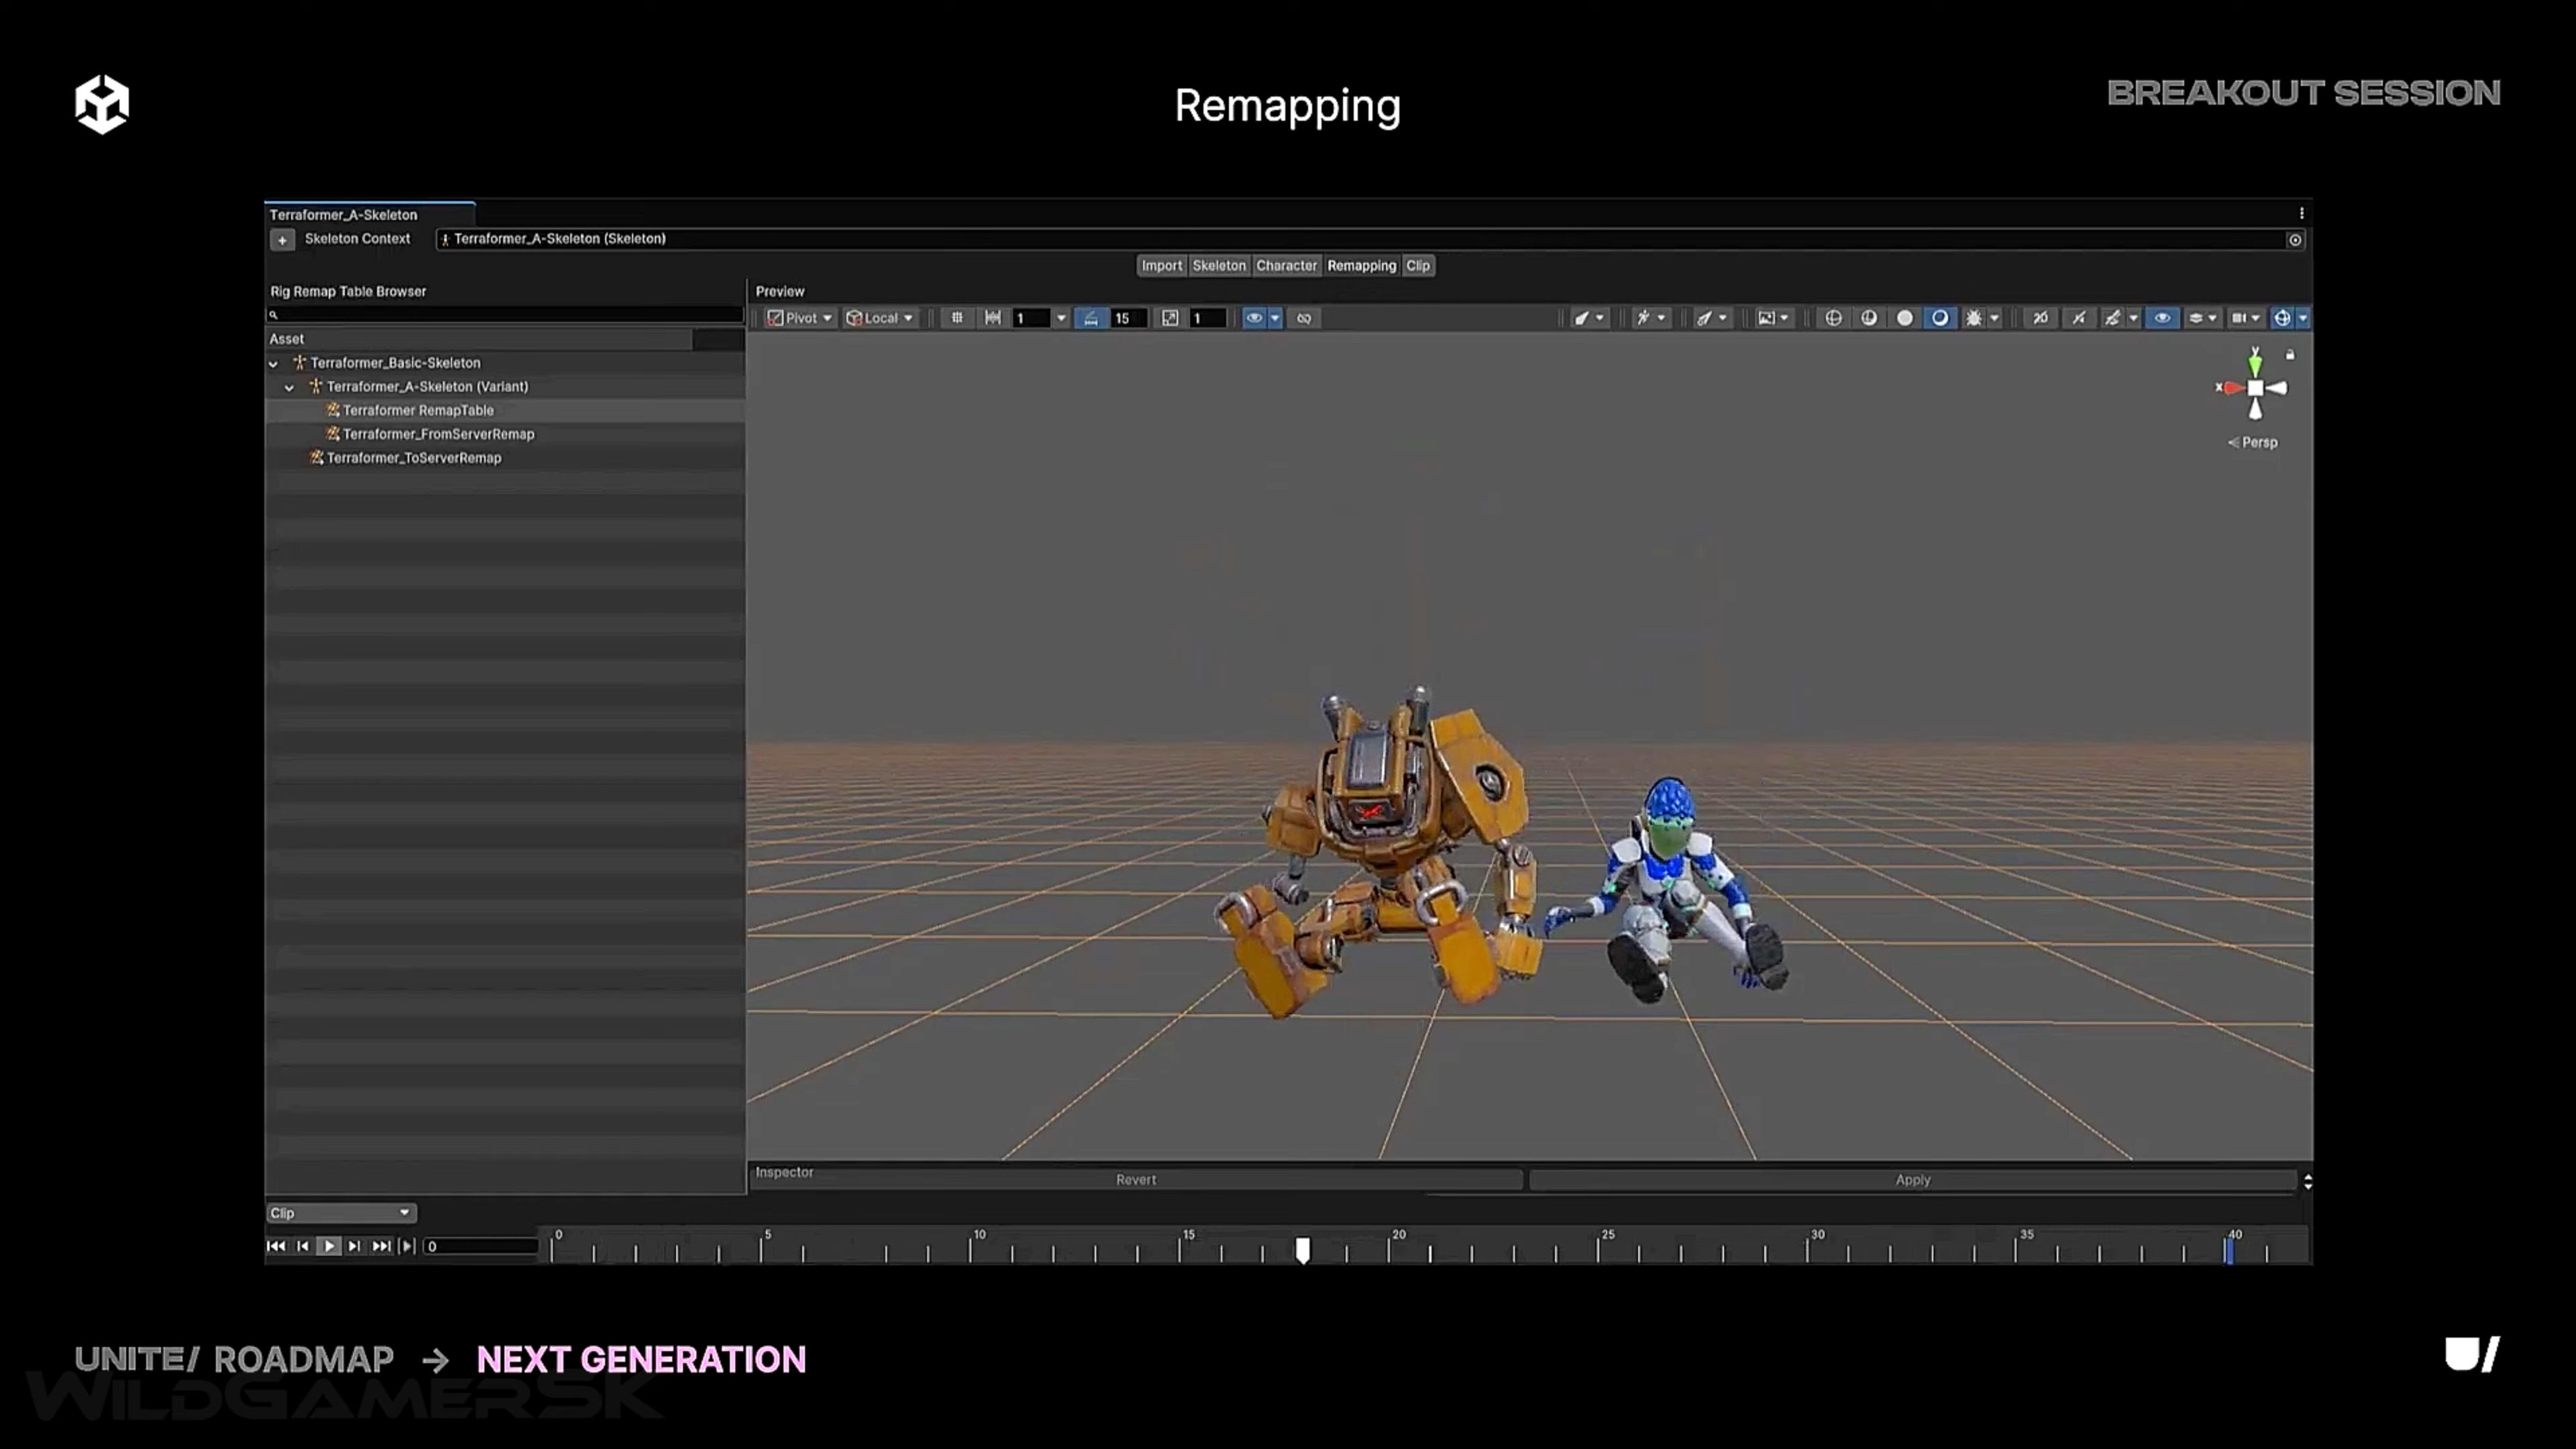 Remapping
BREAKOUT SESSION
Terraformer_A-Skeleton
+ Skeleton Context Terraformer_A-Skeleton (Skeleton)
Import Skeleton Character Remapping Clip
Rig Remap Table Browser
Preview
Pivot Local 1 15 1 2D
Asset
Terraformer_Basic-Skeleton
Terraformer_A-Skeleton (Variant)
Terraformer RemapTable
Terraformer_FromServerRemap
Terraformer_ToServerRemap
y
x
Persp
Inspector
Revert Apply
Clip
0 5 10 15 20 25 30 35 40
0
UNITE/ ROADMAP → NEXT GENERATION
U/
WILDGAMERSK